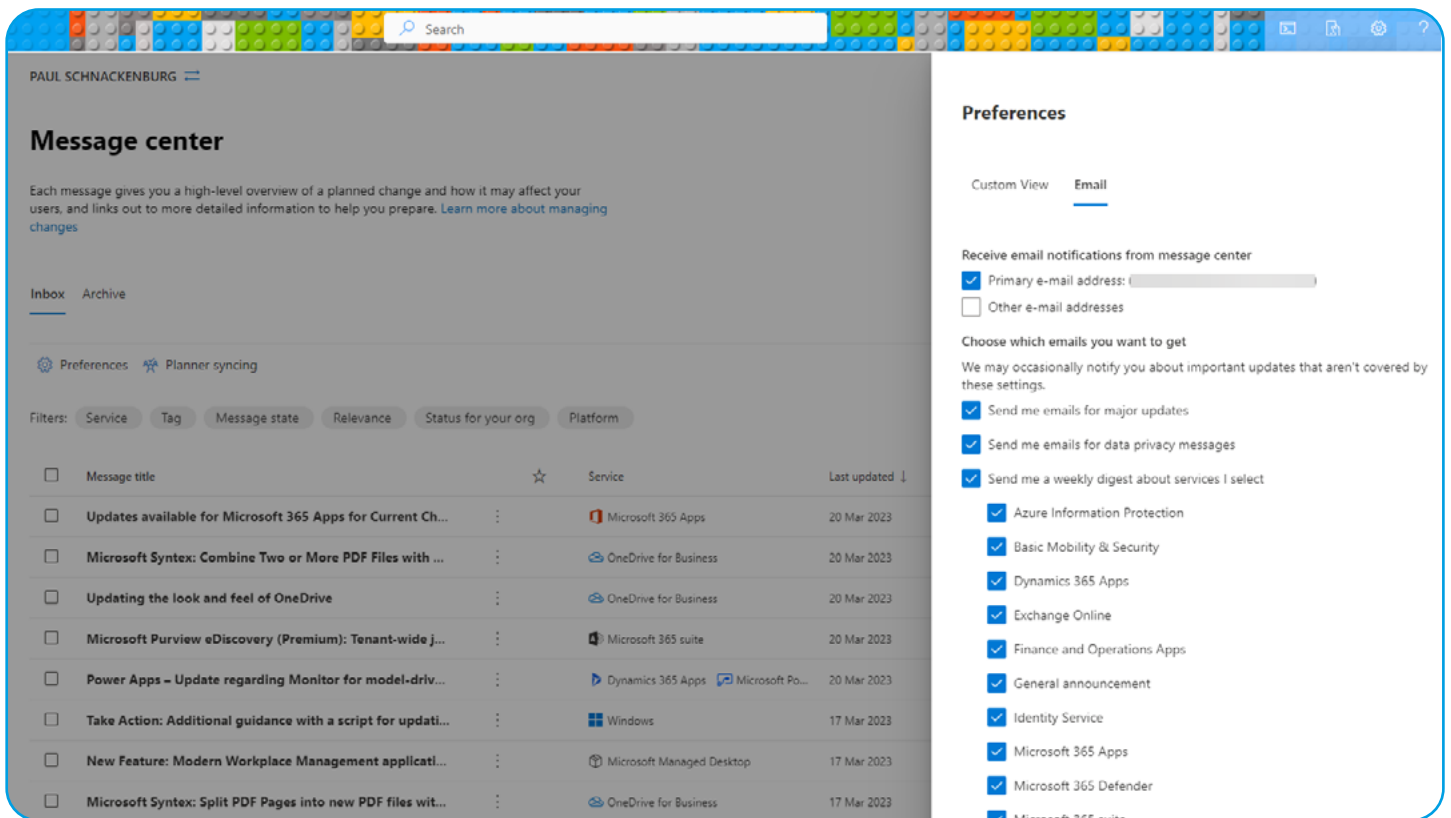 Search
?
PAUL SCHNACKENBURG
Message center
Each message gives you a high-level overview of a planned change and how it may affect your
users, and links out to more detailed information to help you prepare. Learn more about managing
changes
Inbox Archive
Preferences Planner syncing
Filters: Service Tag Message state Relevance Status for your org Platform
Message title Service Last updated ↓
Updates available for Microsoft 365 Apps for Current Ch... Microsoft 365 Apps 20 Mar 2023
Microsoft Syntex: Combine Two or More PDF Files with ... OneDrive for Business 20 Mar 2023
Updating the look and feel of OneDrive OneDrive for Business 20 Mar 2023
Microsoft Purview eDiscovery (Premium): Tenant-wide j... Microsoft 365 suite 20 Mar 2023
Power Apps – Update regarding Monitor for model-driv... Dynamics 365 Apps Microsoft Po... 20 Mar 2023
Take Action: Additional guidance with a script for updati... Windows 17 Mar 2023
New Feature: Modern Workplace Management applicati... Microsoft Managed Desktop 17 Mar 2023
Microsoft Syntex: Split PDF Pages into new PDF files wit... OneDrive for Business 17 Mar 2023
Preferences
Custom View Email
Receive email notifications from message center
Primary e-mail address:
Other e-mail addresses
Choose which emails you want to get
We may occasionally notify you about important updates that aren't covered by
these settings.
Send me emails for major updates
Send me emails for data privacy messages
Send me a weekly digest about services I select
Azure Information Protection
Basic Mobility & Security
Dynamics 365 Apps
Exchange Online
Finance and Operations Apps
General announcement
Identity Service
Microsoft 365 Apps
Microsoft 365 Defender
Microsoft 365 suite